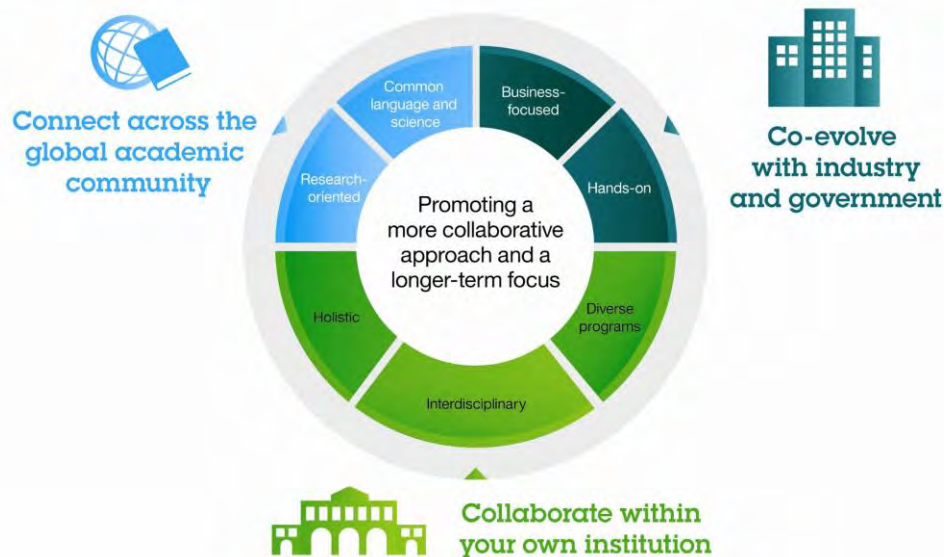 Connect across the
global academic
community
Common
language and
science
Research-
oriented
Business-
focused
Hands-on
Co-evolve
with industry
and government
Promoting a
more collaborative
approach and a
longer-term focus
Holistic
Interdisciplinary
Diverse
programs
Collaborate within
your own institution